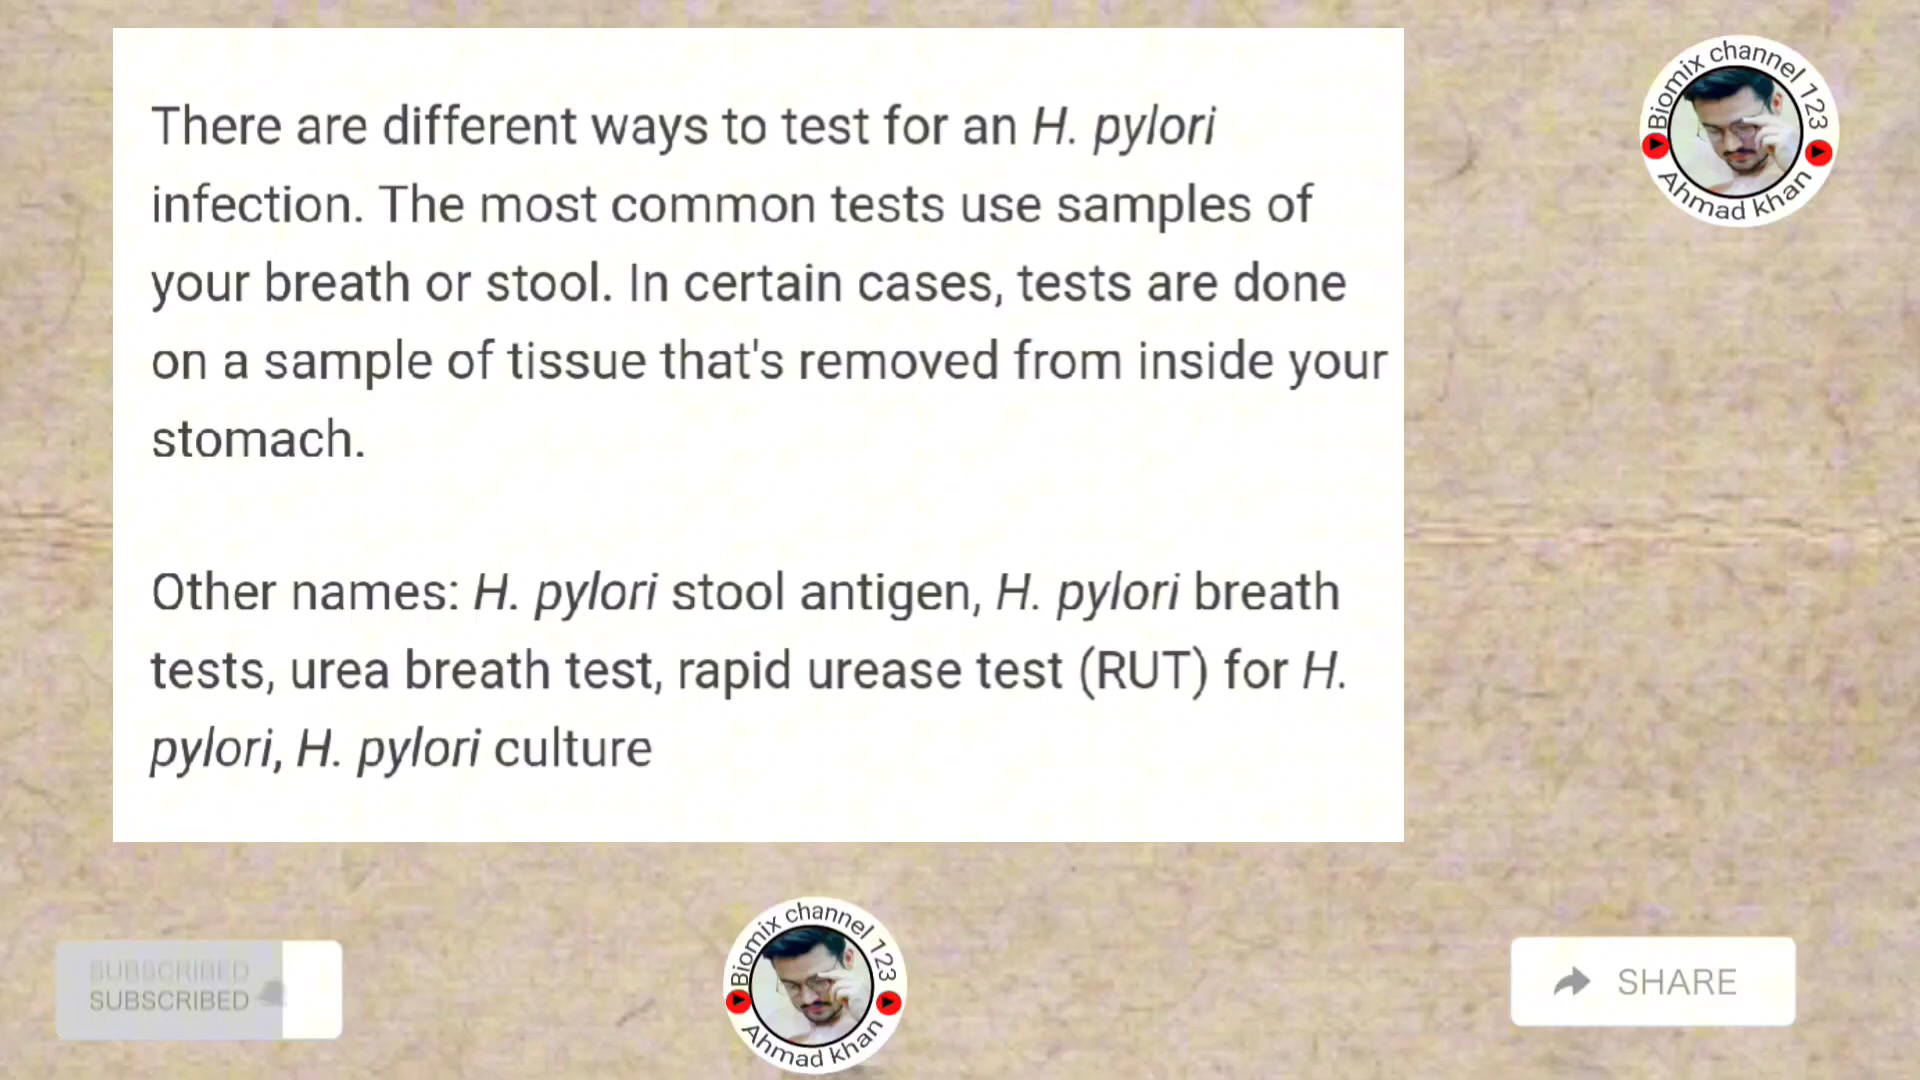 There are different ways to test for an H. pylori
infection. The most common tests use samples of
your breath or stool. In certain cases, tests are done
on a sample of tissue that's removed from inside your
stomach.
Other names: H. pylori stool antigen, H. pylori breath
tests, urea breath test, rapid urease test (RUT) for H.
pylori, H. pylori culture
Biomix channel 123
Ahmad khan
SUBSCRIBED
SUBSCRIBED
Biomix channel 123
Ahmad khan
SHARE